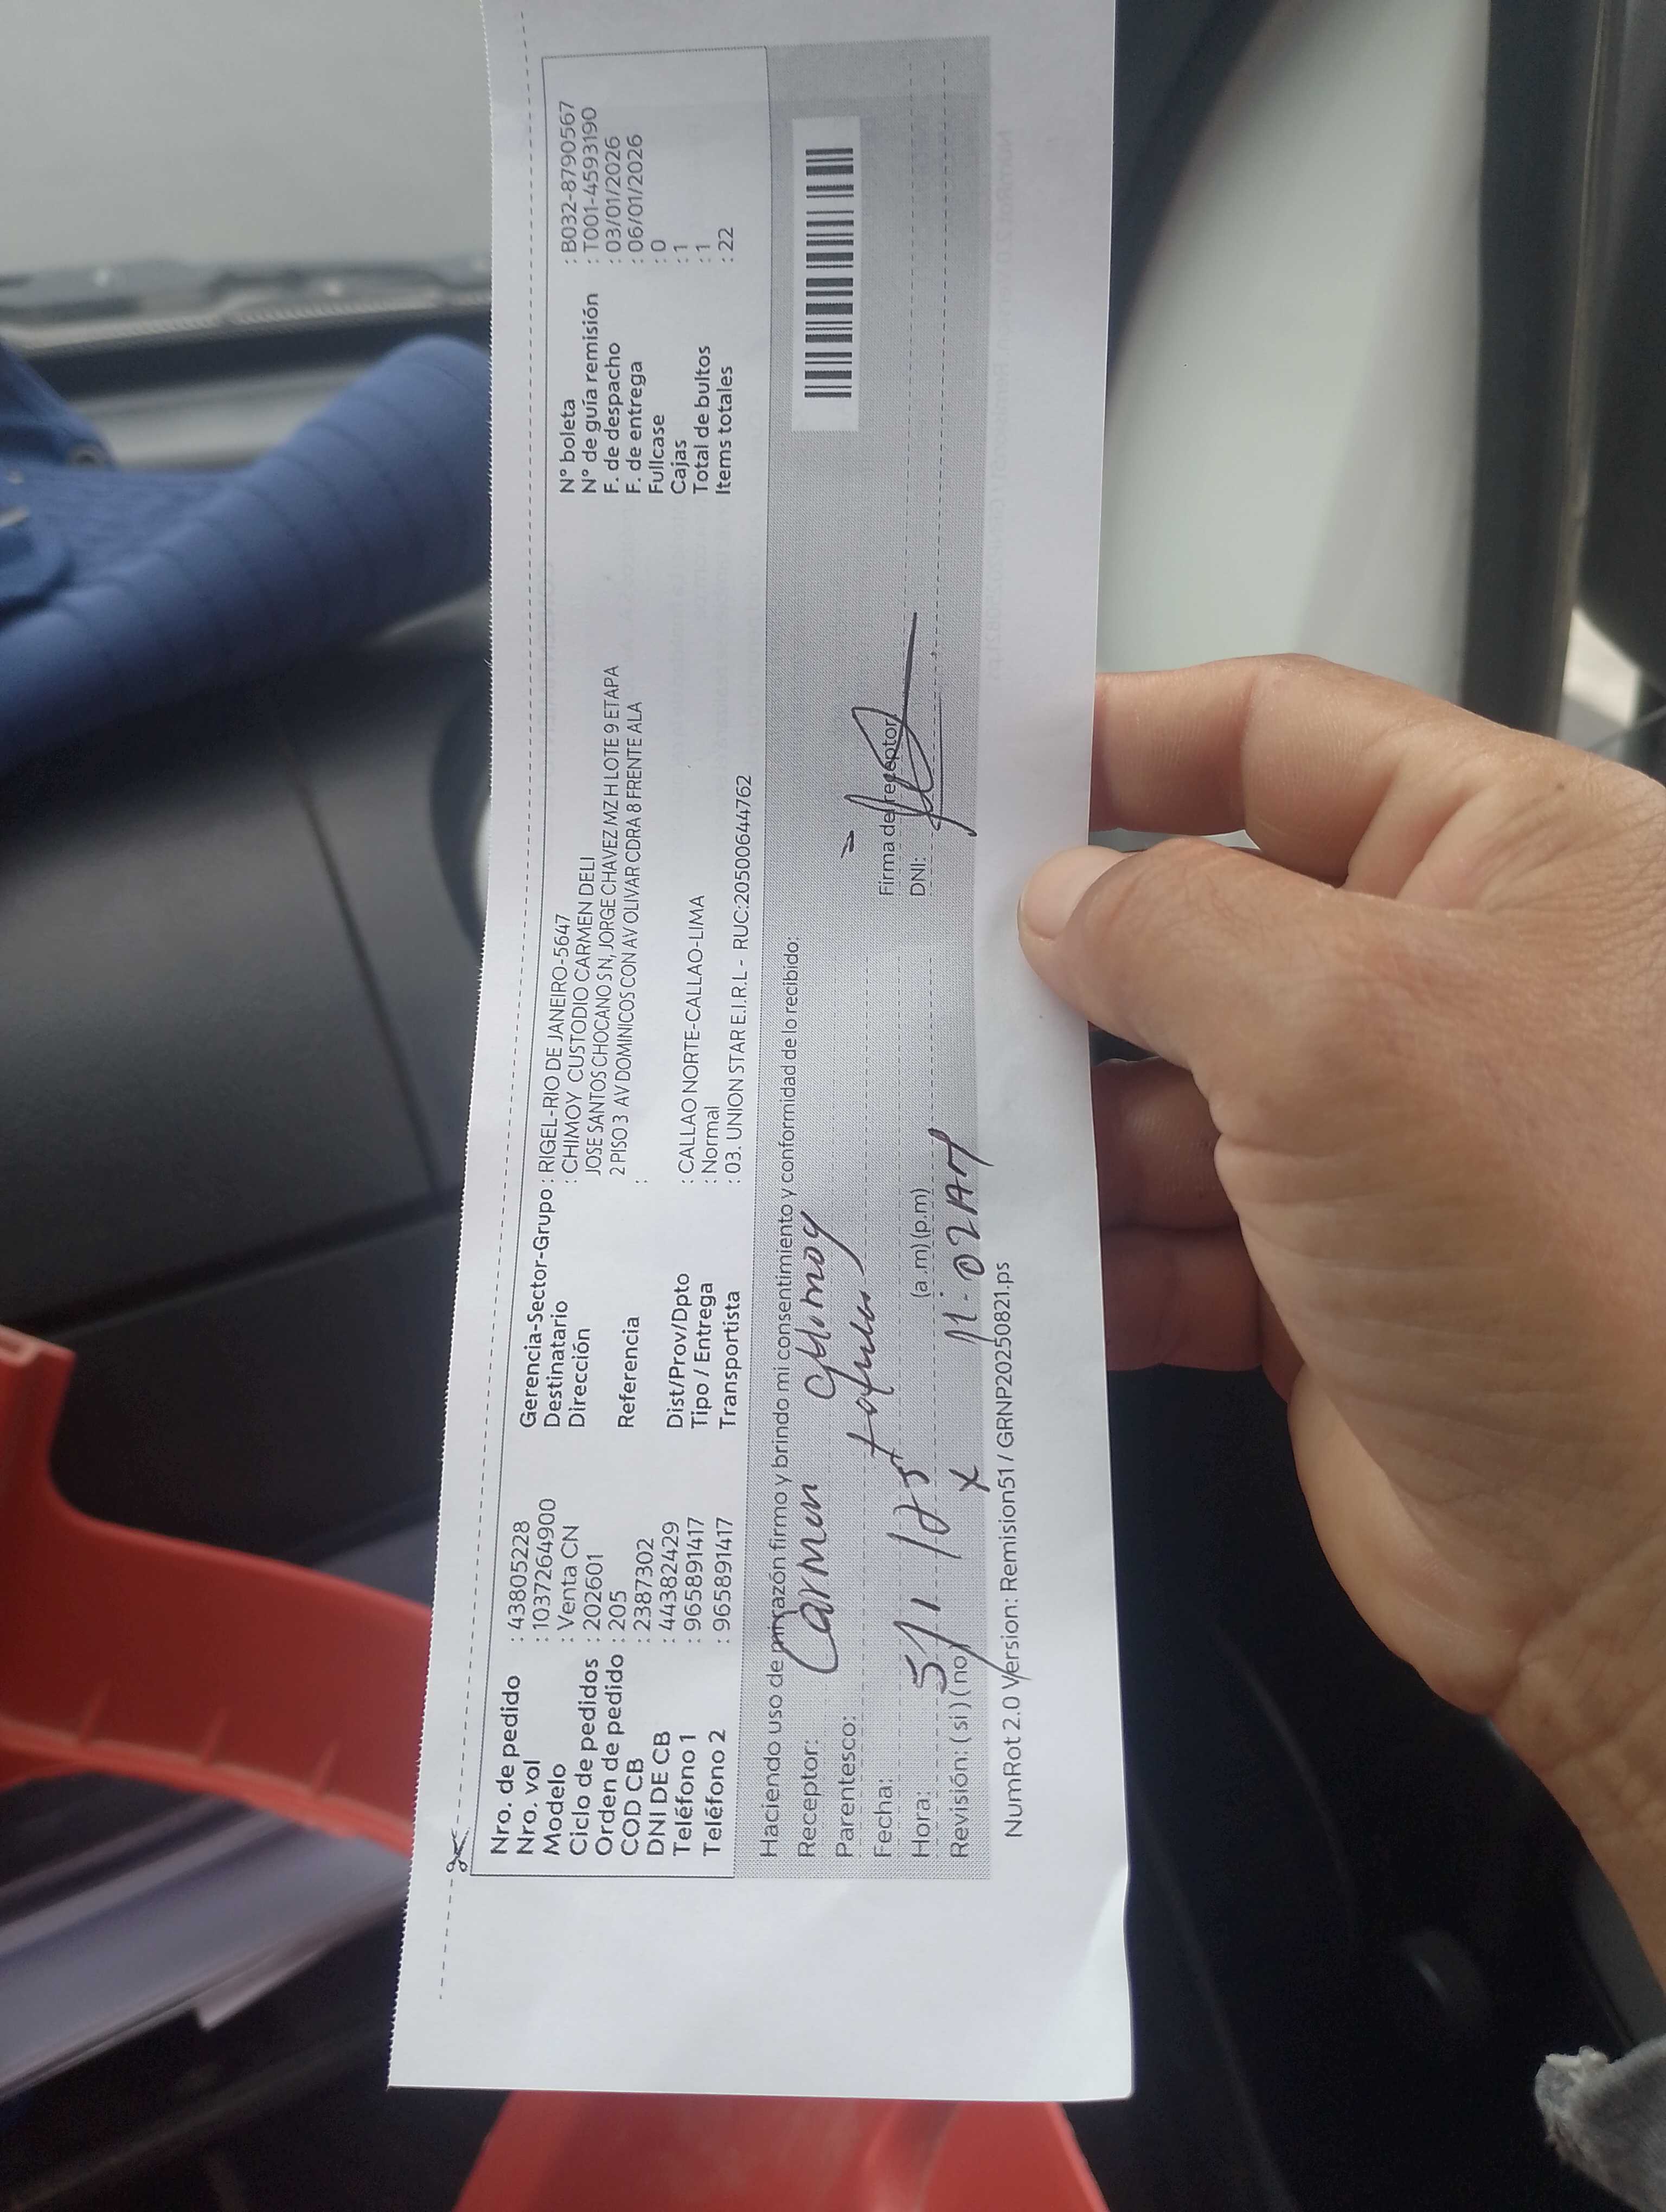 Nro. de pedido : 43805228
Nro. val : 1037264900
Modelo : Venta CN
Ciclo de pedidos : 202601
Orden de pedido : 205
COD CB : 2387302
DNI DE CB : 44382429
Teléfono 1 : 965891417
Teléfono 2 : 965891417
Gerencia-Sector-Grupo : RIGEL-RIO DE JANEIRO-5647
Destinatario : CHIMOY CUSTODIO CARMEN DELI
Dirección JOSE SANTOS CHOCANO S N, JORGE CHAVEZ MZ H LOTE 9 ETAPA
2 PISO 3 AV DOMINICOS CON AV OLIVAR CDRA 8 FRENTE ALA
Referencia :
Dist/Prov/Dpto : CALLAO NORTE-CALLAO-LIMA
Tipo / Entrega : Normal
Transportista : 03. UNION STAR E.I.R.L - RUC:20500644762
N° boleta : B032-8790567
N° de guía remisión : T001-4593190
F. de despacho : 03/01/2026
F. de entrega : 06/01/2026
Fullcase : 0
Cajas : 1
Total de bultos : 1
Items totales : 22
Haciendo uso de mi razón firmo y brindo mi consentimiento y conformidad de lo recibido:
Receptor: Carmen Chimoy
Parentesco:
Fecha:
Hora: (a .m) (p.m)
Revisión: ( si ) ( no ) x 11:02 AM
Firma del receptor
DNI:
NumRot 2.0 Version: Remision51 / GRNP20250821.ps